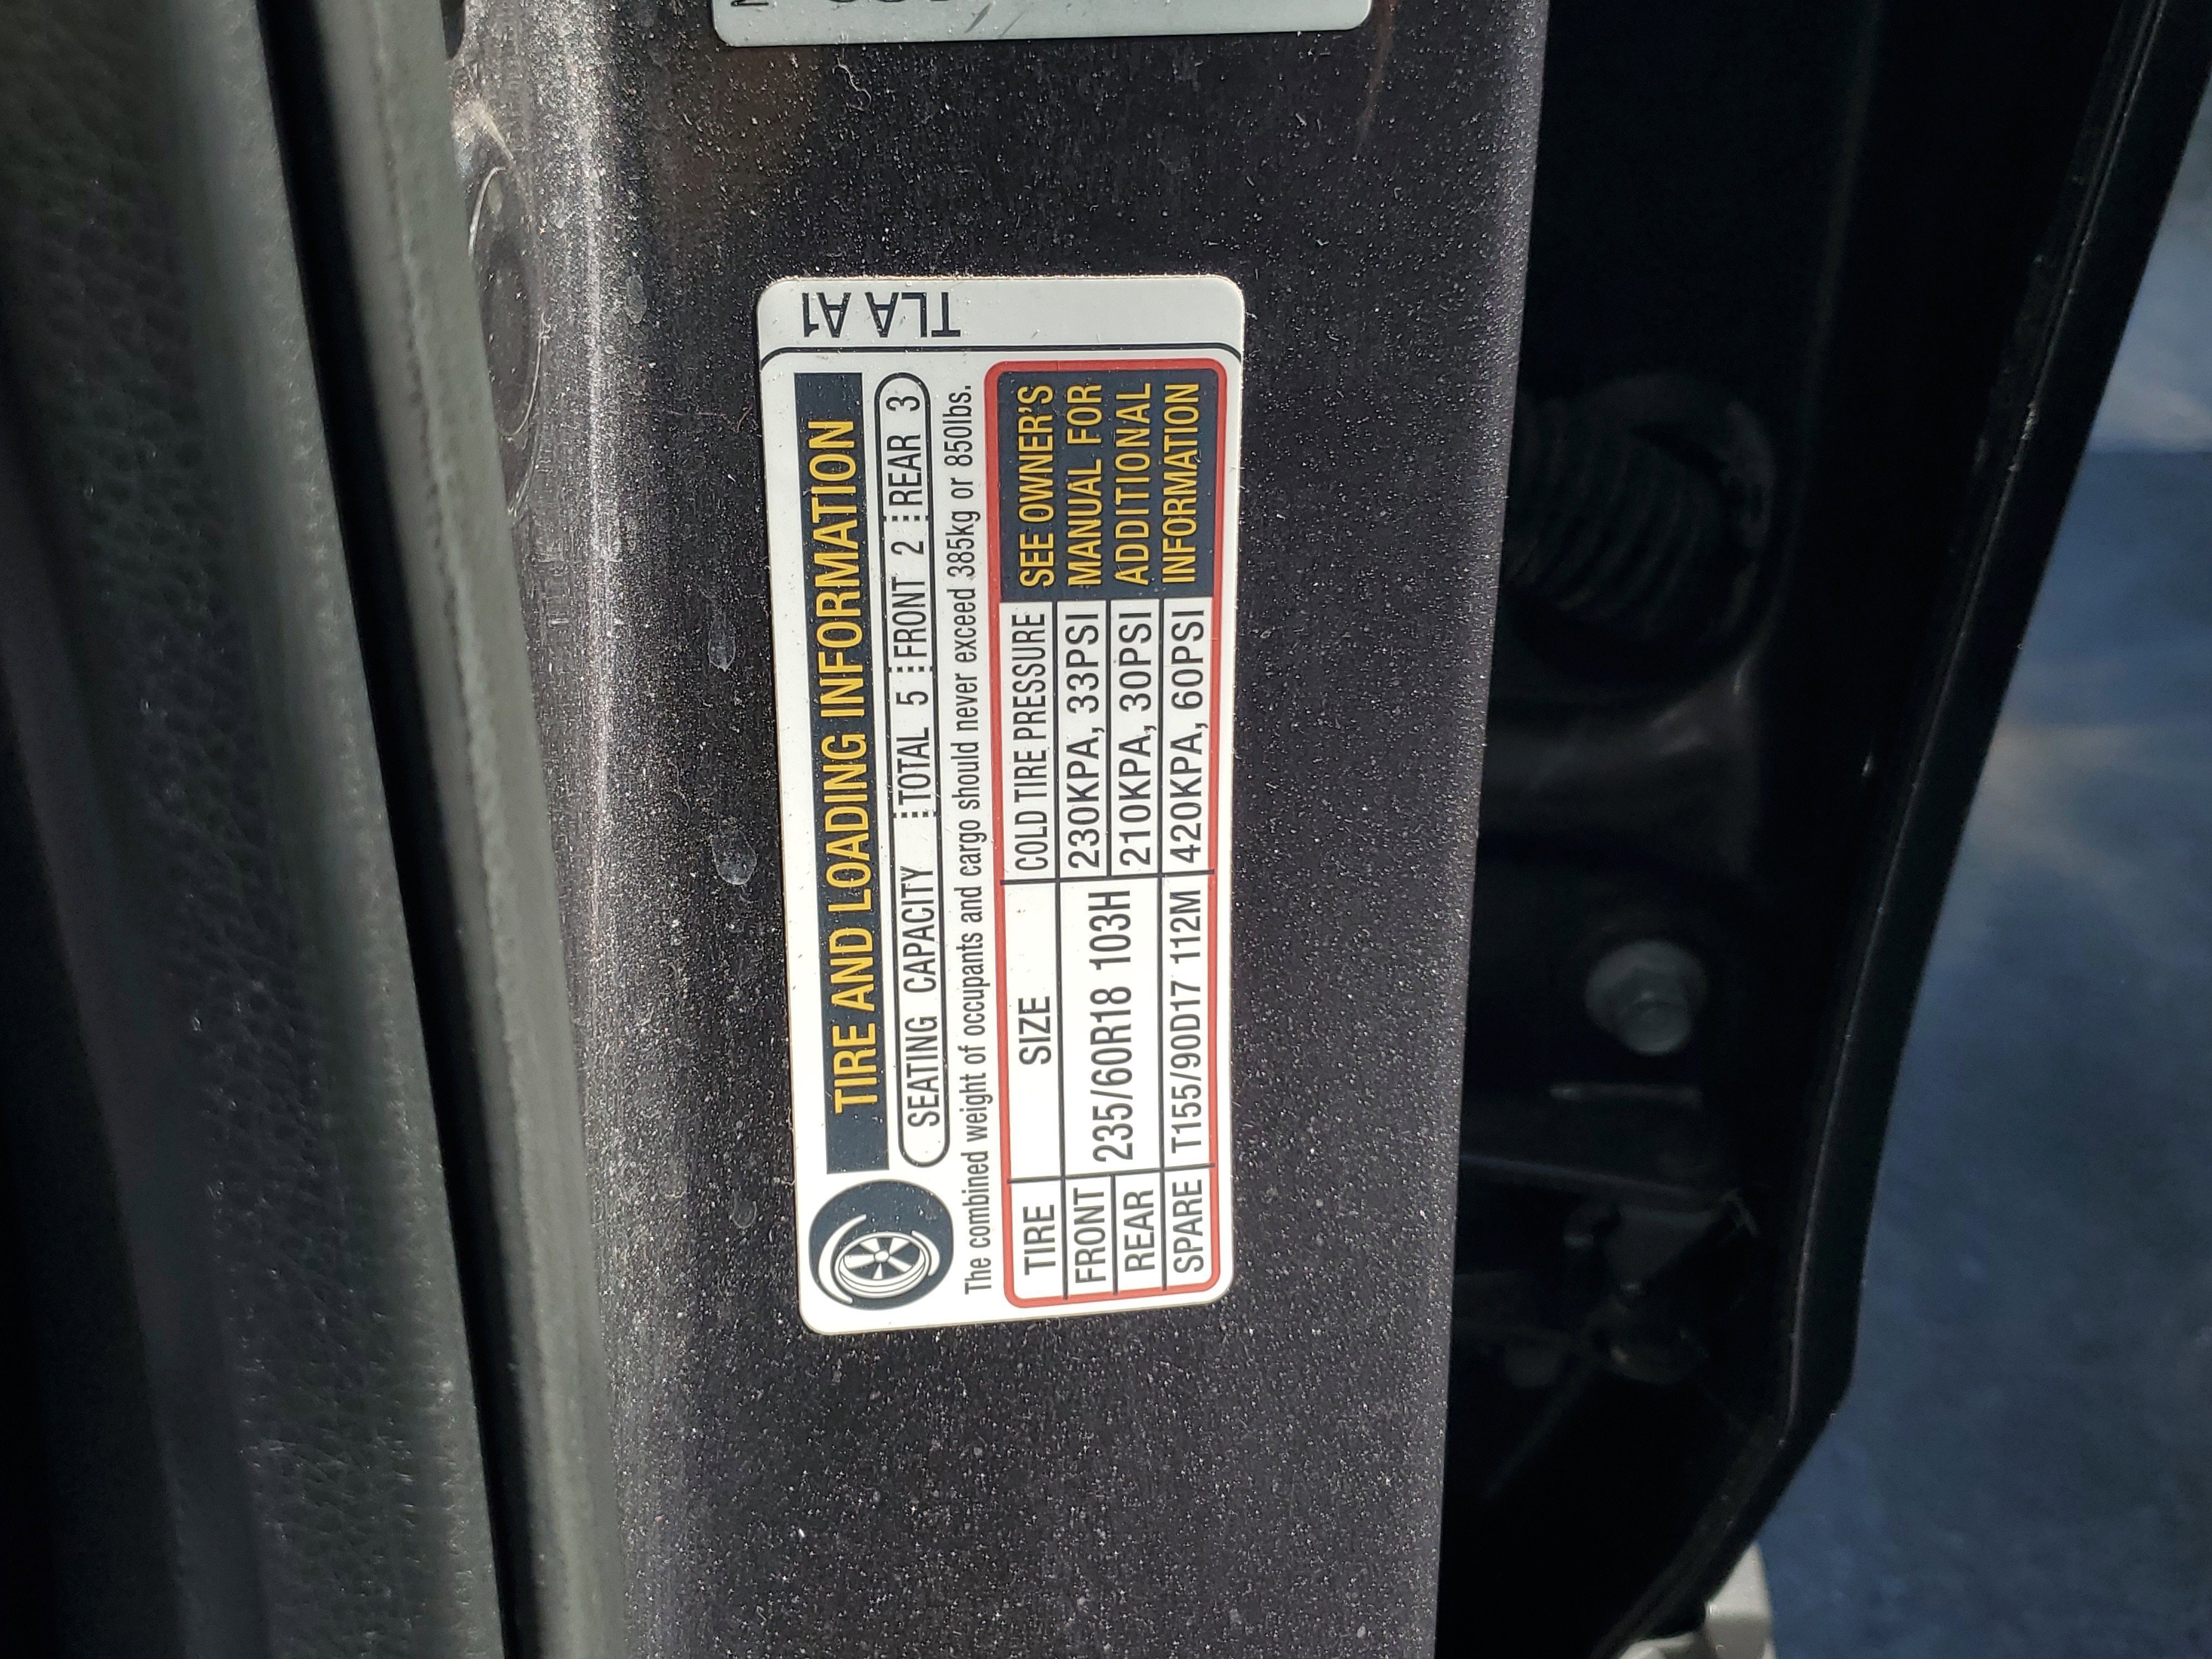 TIRE AND LOADING INFORMATION
SEATING CAPACITY TOTAL 5 FRONT 2 REAR 3
The combined weight of occupants and cargo should never exceed 385kg or 850lbs.
TIRE SIZE COLD TIRE PRESSURE
FRONT 235/60R18 103H 230KPA, 33PSI
REAR 210KPA, 30PSI
SPARE T155/90D17 112M 420KPA, 60PSI
SEE OWNER'S
MANUAL FOR
ADDITIONAL
INFORMATION
TLA A1